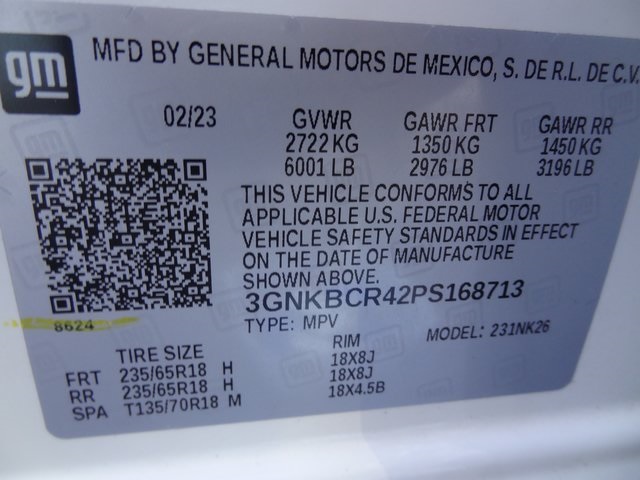 gm
MFD BY GENERAL MOTORS DE MEXICO, S. DE R.L. DE C.V.
02/23 GVWR GAWR FRT GAWR RR
2722 KG 1350 KG 1450 KG
6001 LB 2976 LB 3196 LB
THIS VEHICLE CONFORMS TO ALL
APPLICABLE U.S. FEDERAL MOTOR
VEHICLE SAFETY STANDARDS IN EFFECT
ON THE DATE OF MANUFACTURE
SHOWN ABOVE.
3GNKBCR42PS168713
8624
TYPE: MPV MODEL: 231NK26
TIRE SIZE RIM
FRT 235/65R18 H 18X8J
RR 235/65R18 H 18X8J
SPA T135/70R18 M 18X4.5B